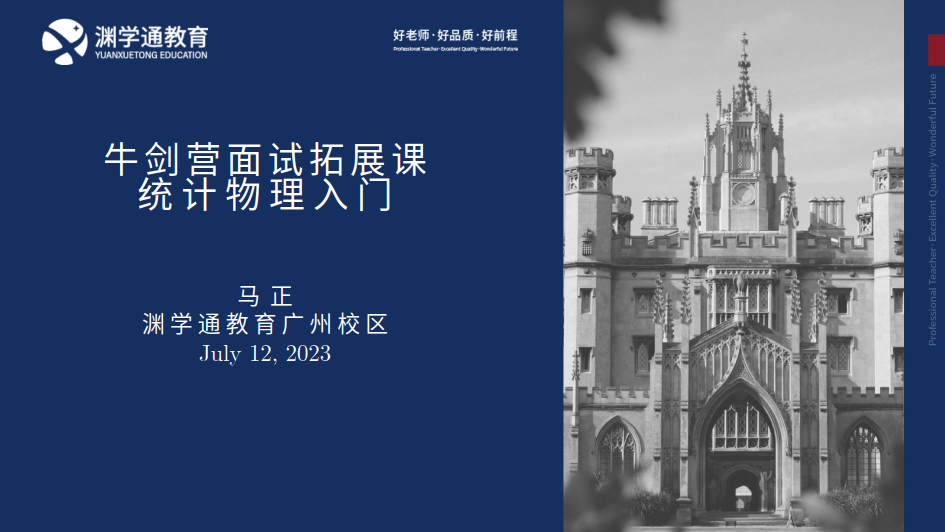 渊学通教育
YUANXUETONG EDUCATION
好老师·好品质·好前程
Professional Teacher·Excellent Quality·Wonderful Future
牛剑营面试拓展课
统计物理入门
马 正
渊学通教育广州校区
July 12, 2023
Professional Teacher·Excellent Quality·Wonderful Future